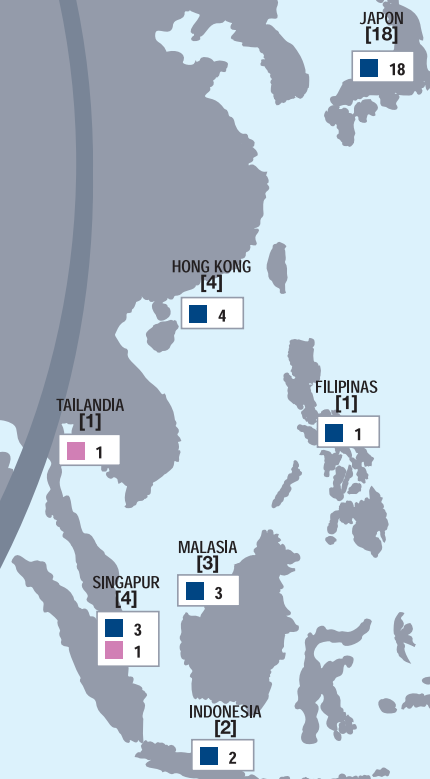 JAPON
[18]
18
HONG KONG
[4]
4
FILIPINAS
[1]
1
TAILANDIA
[1]
1
MALASIA
[3]
3
SINGAPUR
[4]
3
1
INDONESIA
[2]
2